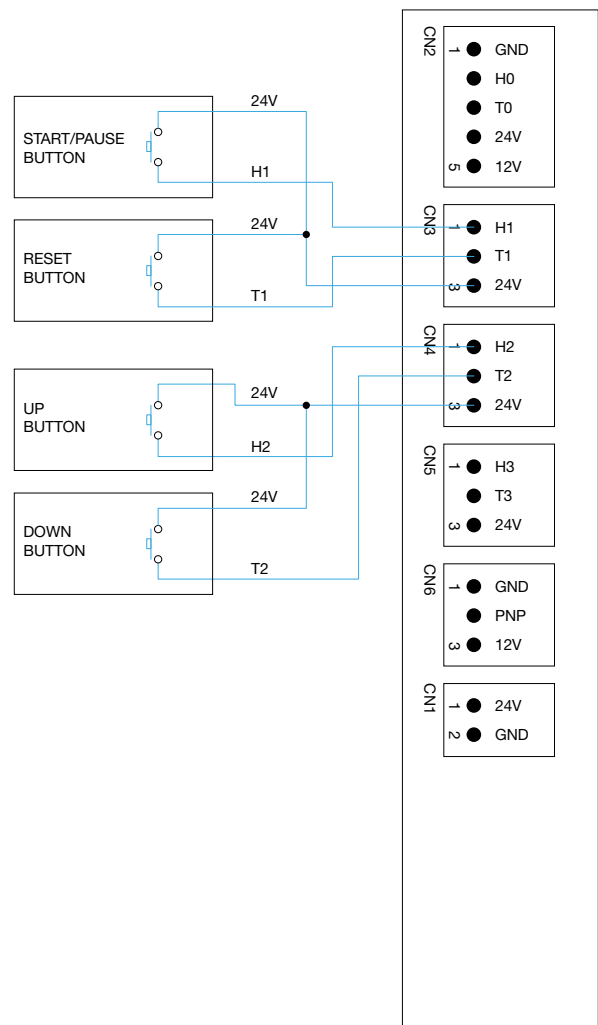 24V
START/PAUSE
BUTTON
H1
24V
RESET
BUTTON
T1
24V
UP
BUTTON
H2
24V
DOWN
BUTTON
T2
CN2
1 GND
H0
T0
24V
5 12V
CN3
1 H1
T1
3 24V
CN4
1 H2
T2
3 24V
CN5
1 H3
T3
3 24V
CN6
1 GND
PNP
3 12V
CN1
1 24V
2 GND